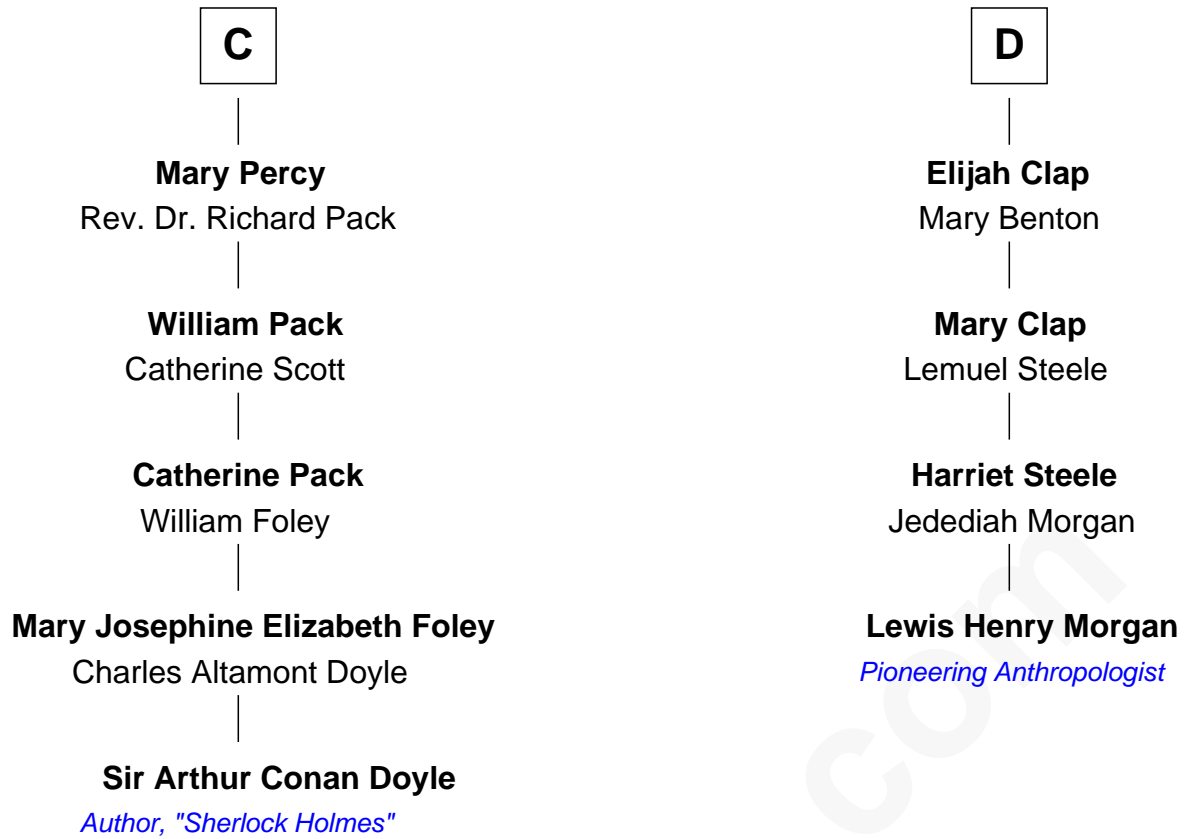 C
Mary Percy
Rev. Dr. Richard Pack
William Pack
Catherine Scott
Catherine Pack
William Foley
Mary Josephine Elizabeth Foley
Charles Altamont Doyle
Sir Arthur Conan Doyle
Author, "Sherlock Holmes"
D
Elijah Clap
Mary Benton
Mary Clap
Lemuel Steele
Harriet Steele
Jedediah Morgan
Lewis Henry Morgan
Pioneering Anthropologist
com